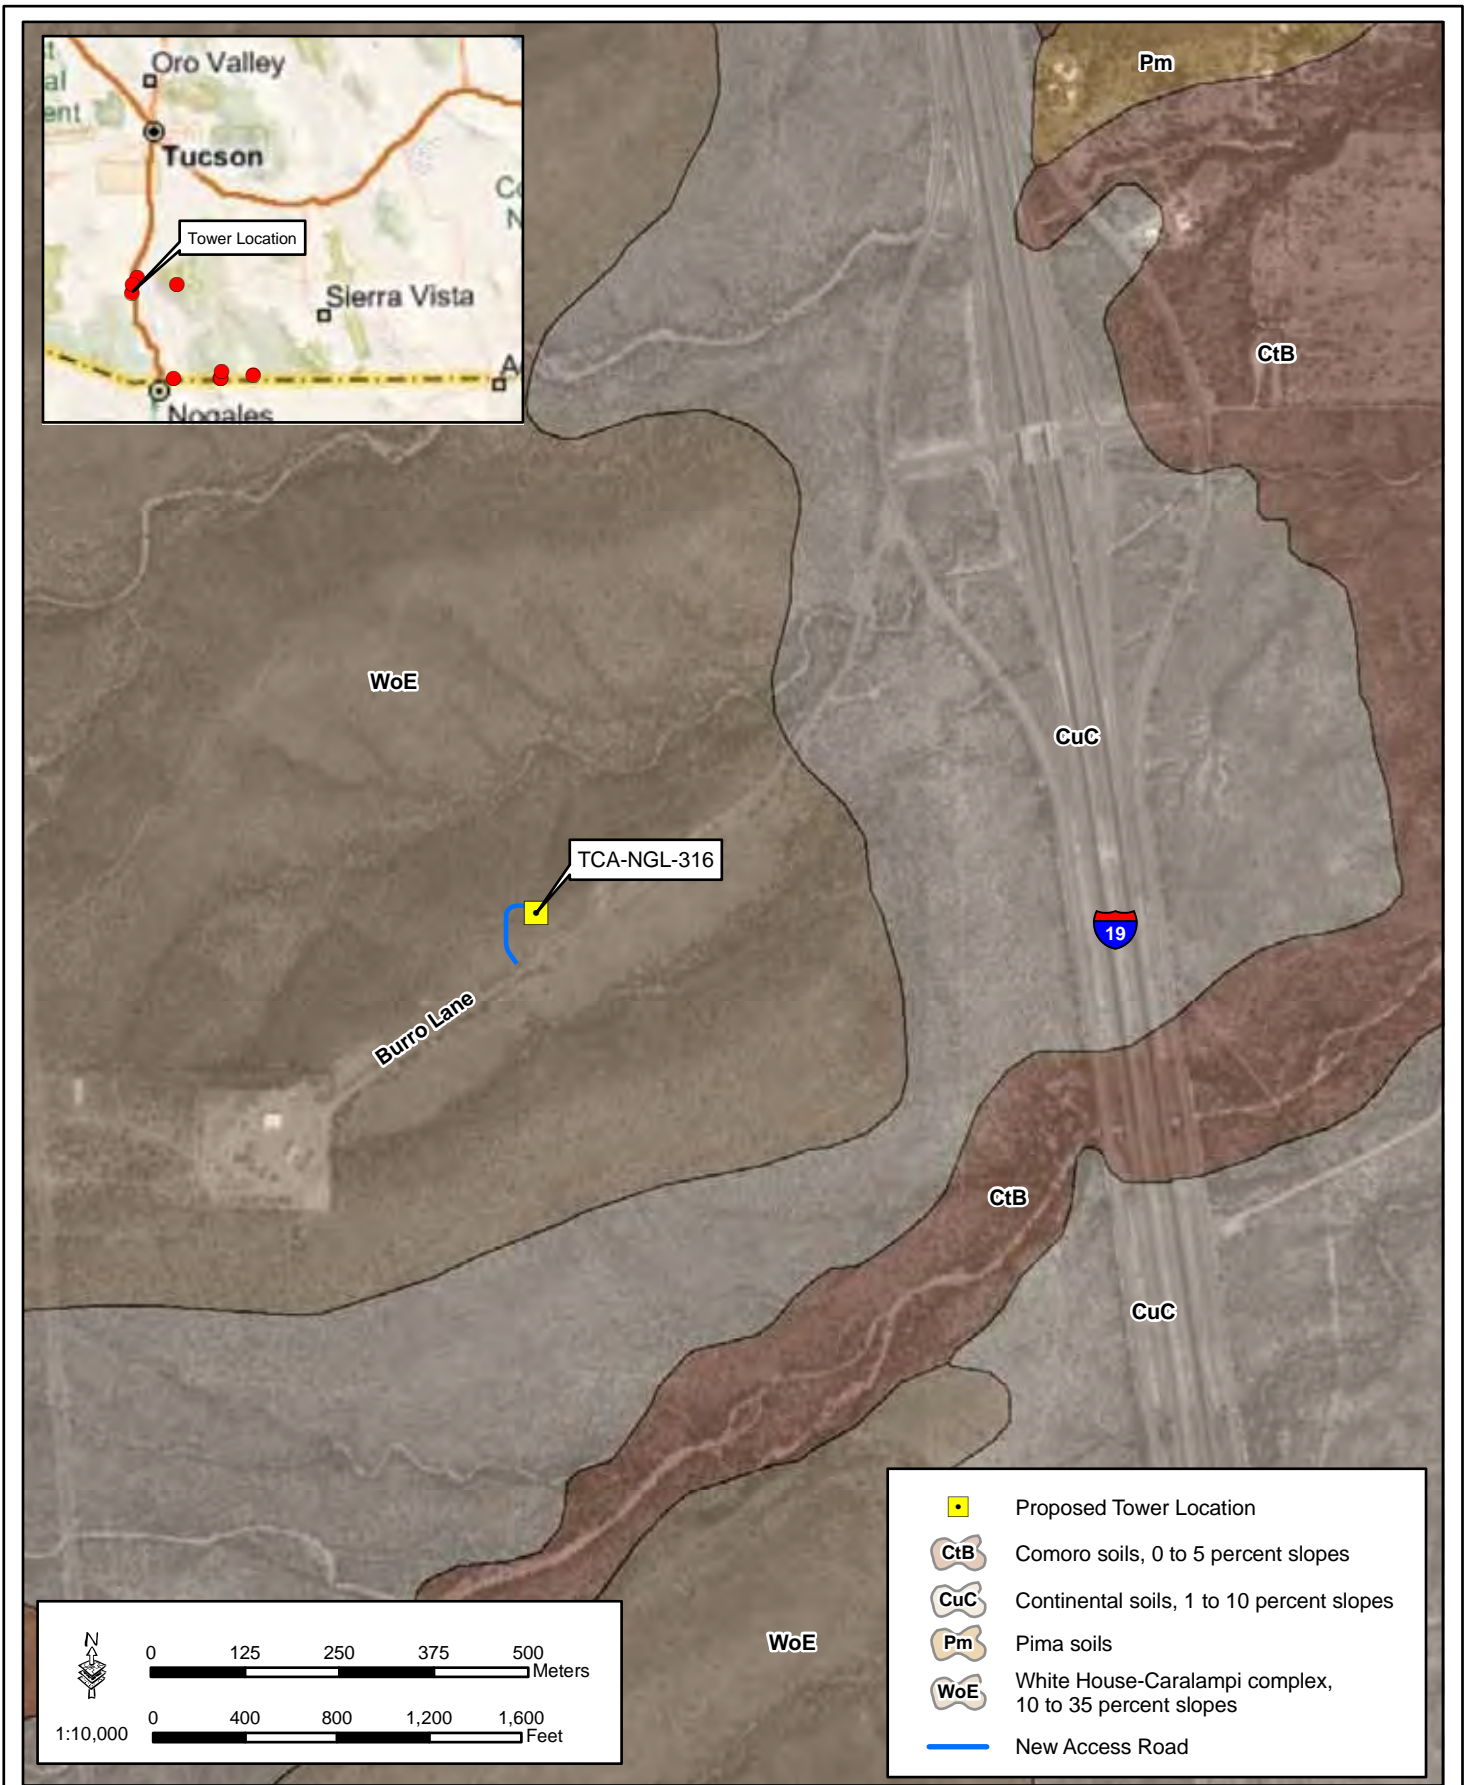 Oro Valley
Tucson
Tower Location
Sierra Vista
Nogales
Pm
CtB
WoE
CuC
TCA-NGL-316
19
Burro Lane
CtB
CuC
WoE
Proposed Tower Location
CtB Comoro soils, 0 to 5 percent slopes
CuC Continental soils, 1 to 10 percent slopes
Pm Pima soils
WoE White House-Caralampi complex,
10 to 35 percent slopes
New Access Road
N
0 125 250 375 500
Meters
1:10,000
0 400 800 1,200 1,600
Feet